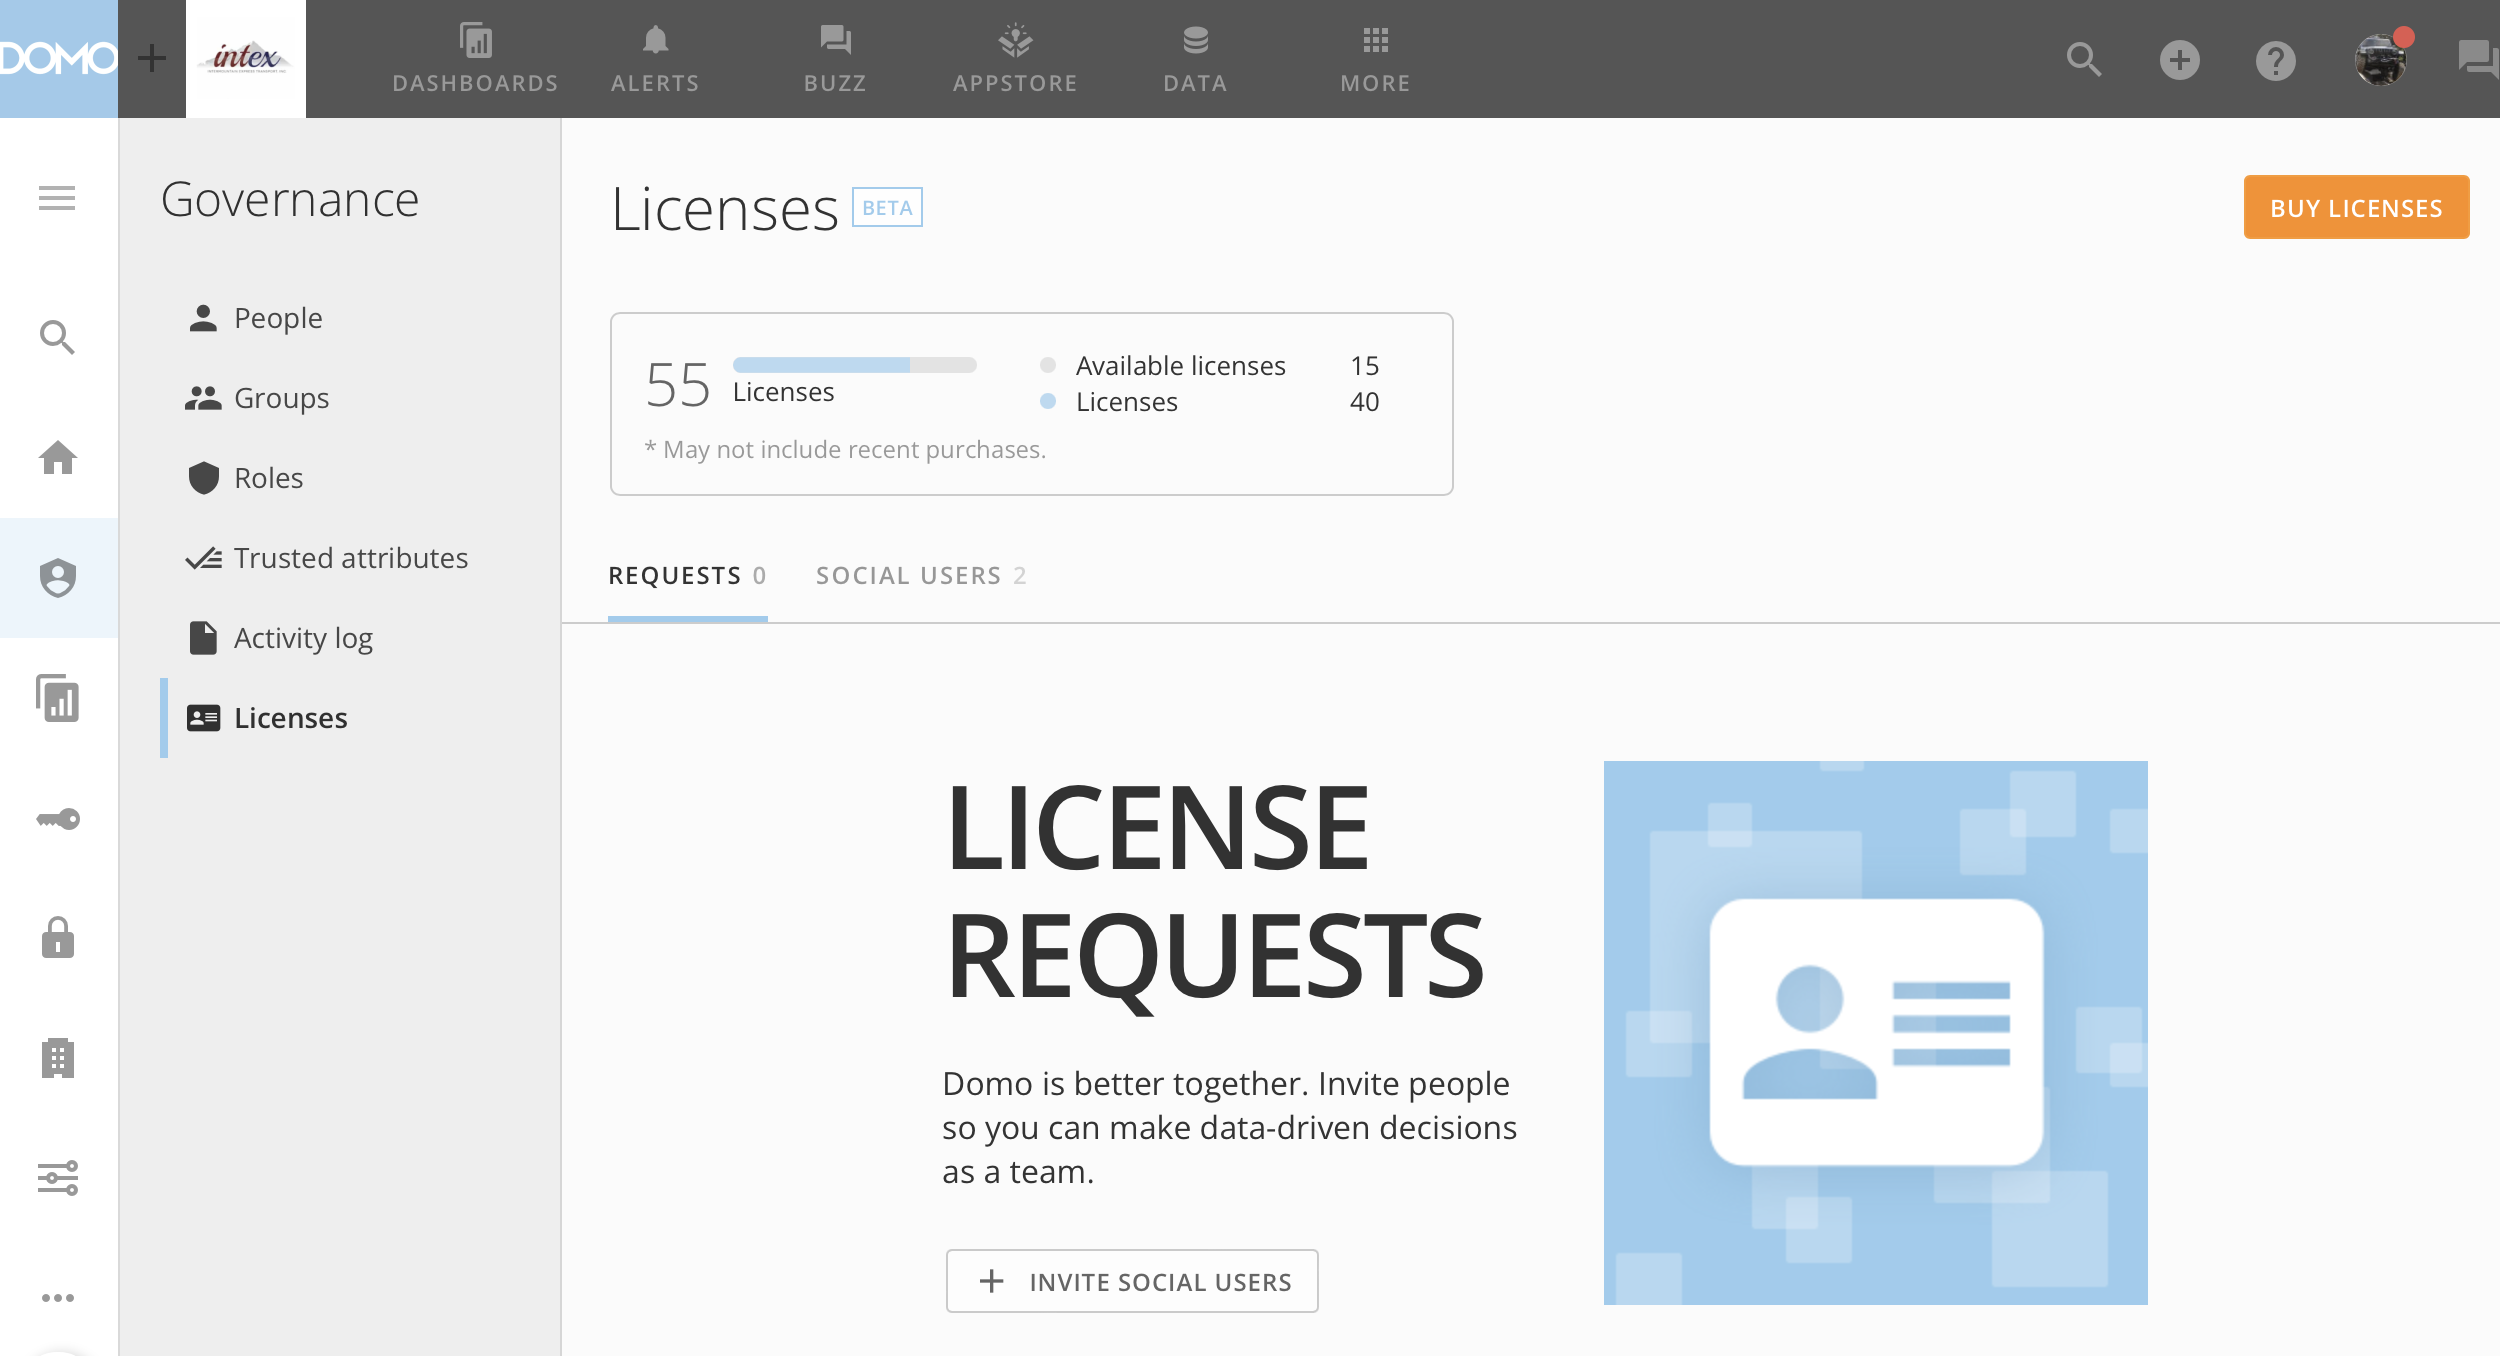 DOMO
intex
DASHBOARDS
ALERTS
BUZZ
APPSTORE
DATA
MORE
Governance
People
Groups
Roles
Trusted attributes
Activity log
Licenses
Licenses BETA
BUY LICENSES
55
Licenses
Available licenses 15
Licenses 40
* May not include recent purchases.
REQUESTS 0
SOCIAL USERS 2
LICENSE
REQUESTS
Domo is better together. Invite people
so you can make data-driven decisions
as a team.
INVITE SOCIAL USERS